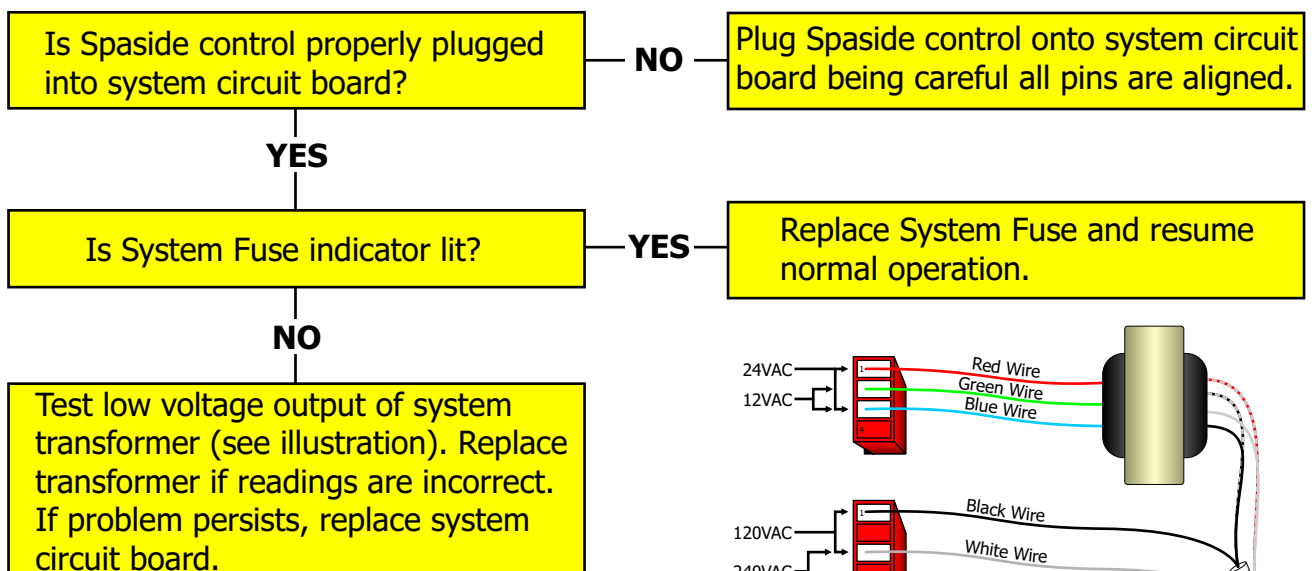 Is Spaside control properly plugged
into system circuit board?
NO
Plug Spaside control onto system circuit
board being careful all pins are aligned.
YES
Is System Fuse indicator lit?
YES
Replace System Fuse and resume
normal operation.
NO
Test low voltage output of system
transformer (see illustration). Replace
transformer if readings are incorrect.
If problem persists, replace system
circuit board.
24VAC
12VAC
1
4
Red Wire
Green Wire
Blue Wire
120VAC
240VAC
1
Black Wire
White Wire